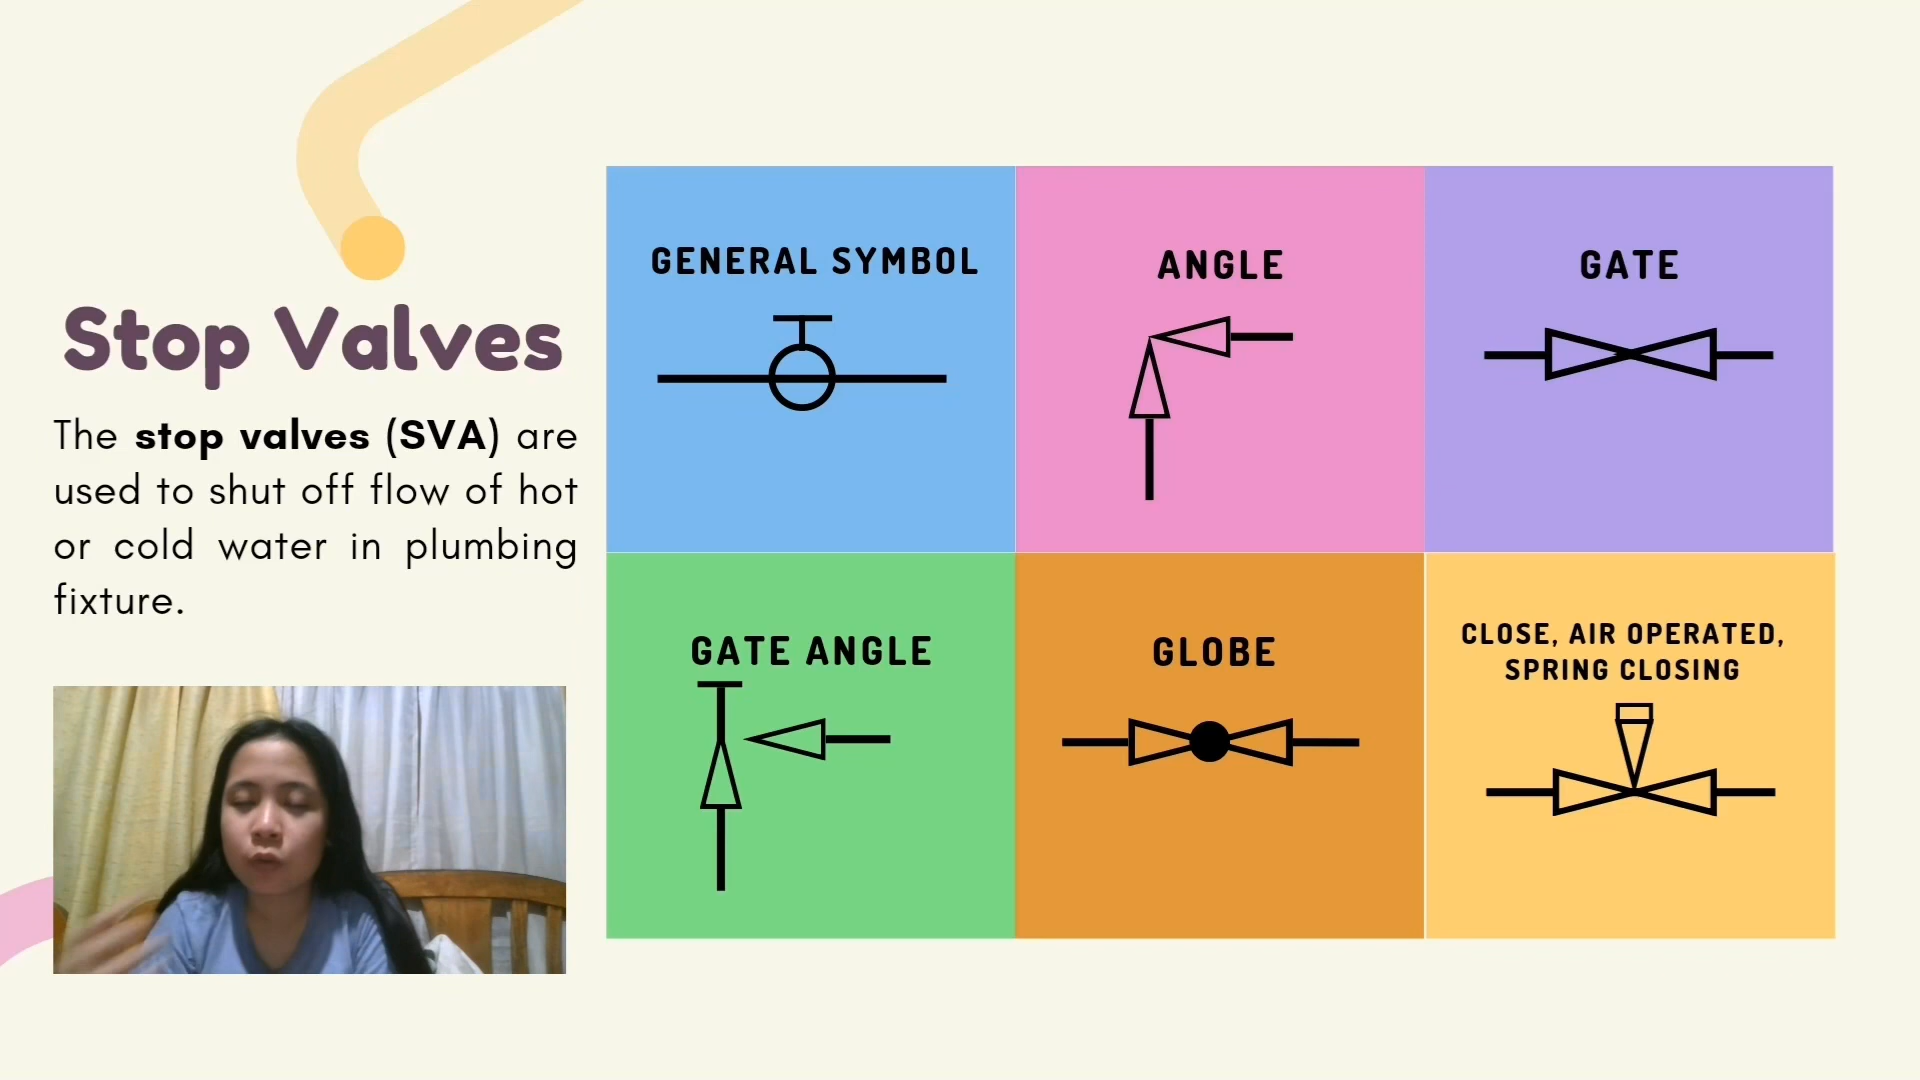 Stop Valves
The stop valves (SVA) are
used to shut off flow of hot
or cold water in plumbing
fixture.
GENERAL SYMBOL
ANGLE
GATE
GATE ANGLE
GLOBE
CLOSE, AIR OPERATED,
SPRING CLOSING